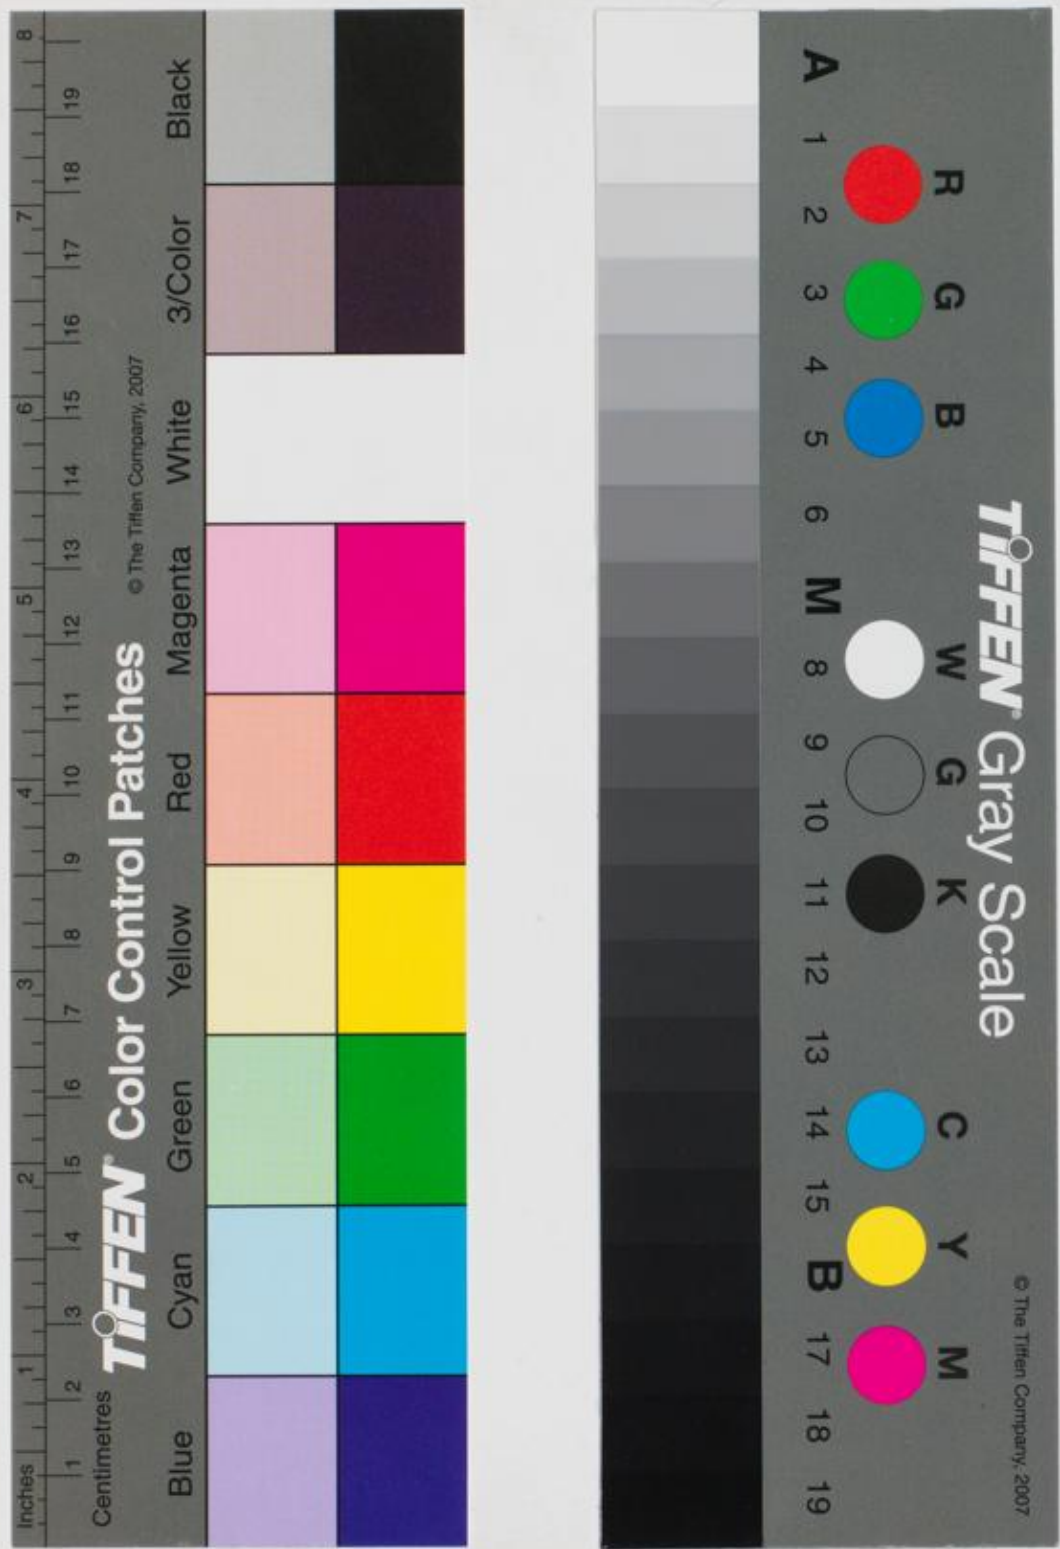 TIFFEN® Color Control Patches
© The Tiffen Company, 2007
Inches
1 2 3 4 5 6 7 8
Centimetres
1 2 3 4 5 6 7 8 9 10 11 12 13 14 15 16 17 18 19
Blue Cyan Green Yellow Red Magenta White 3/Color Black
TIFFEN® Gray Scale
© The Tiffen Company, 2007
R G B W G K C Y M
A 1 2 3 4 5 6 M 8 9 10 11 12 13 14 15 B 17 18 19